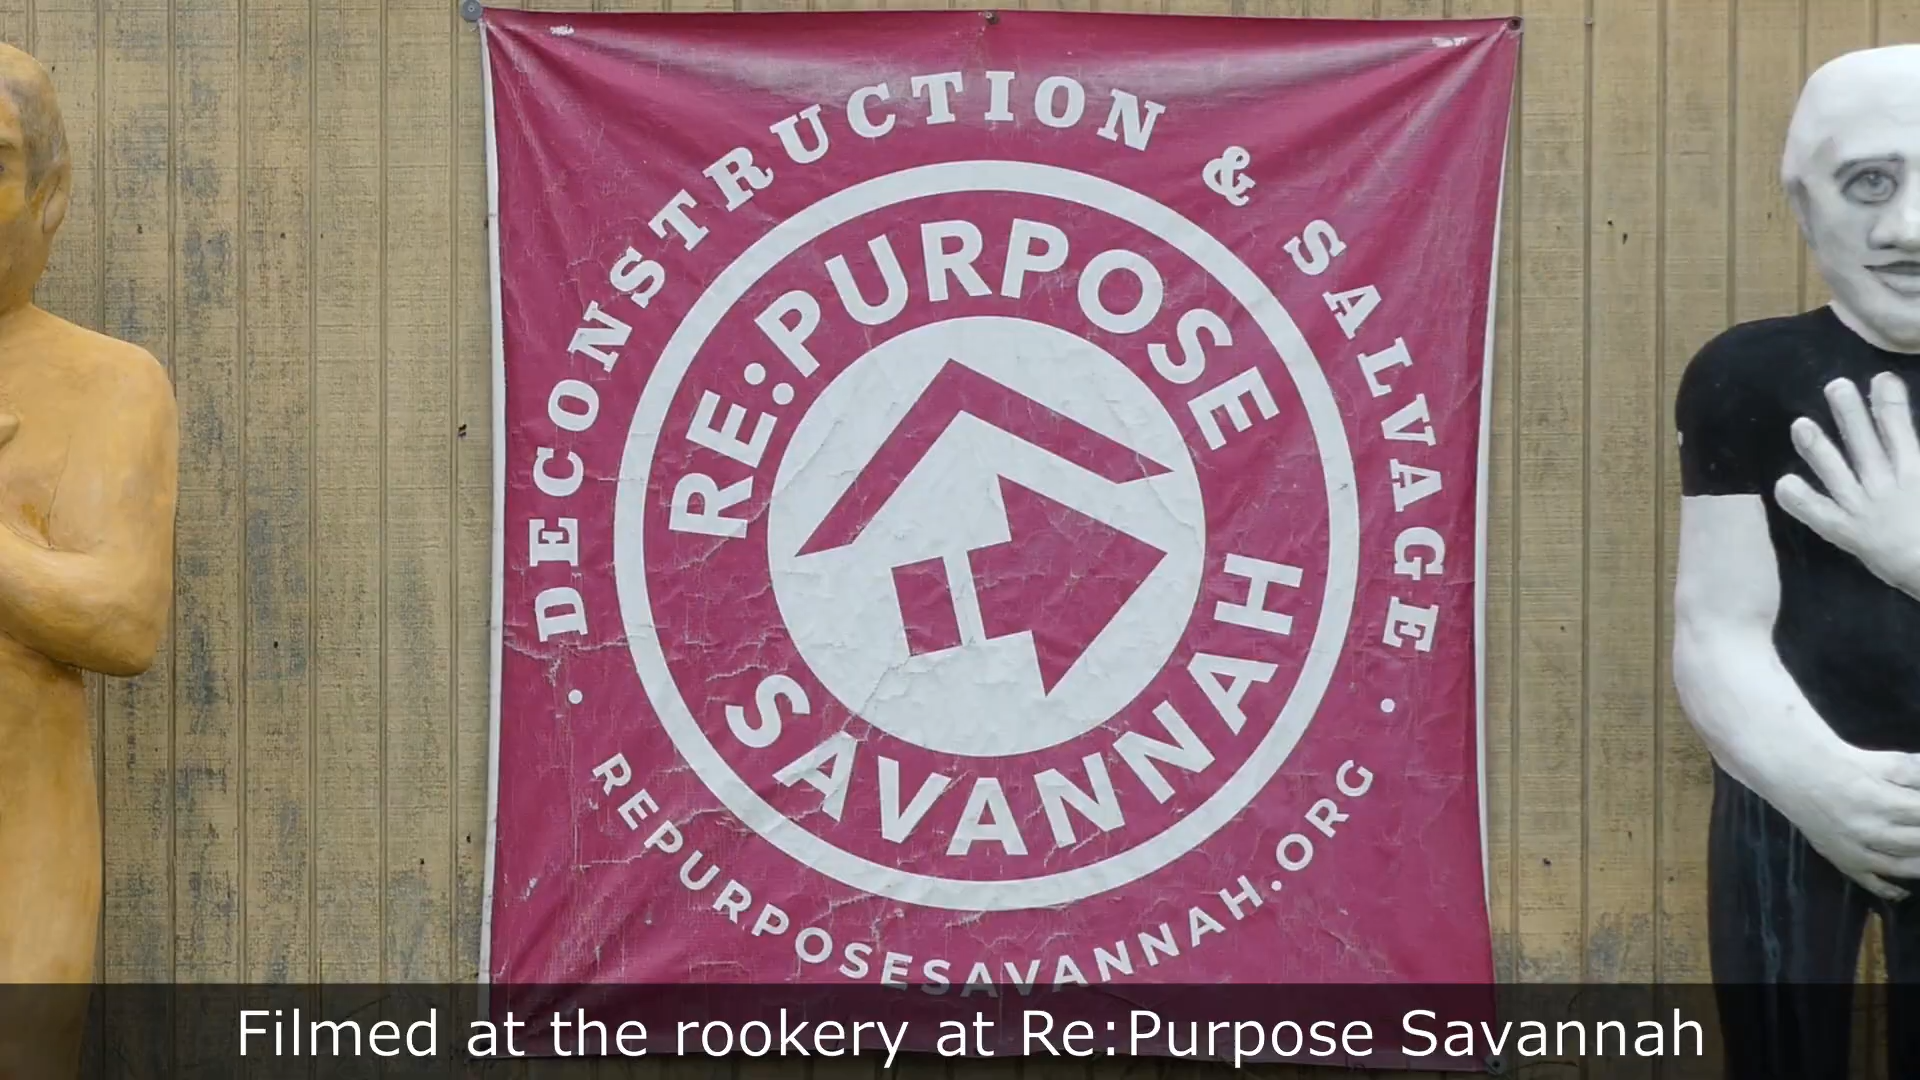 DECONSTRUCTION & SALVAGE
RE:PURPOSE
SAVANNAH
REPURPOSESAVANNAH.ORG
Filmed at the rookery at Re:Purpose Savannah